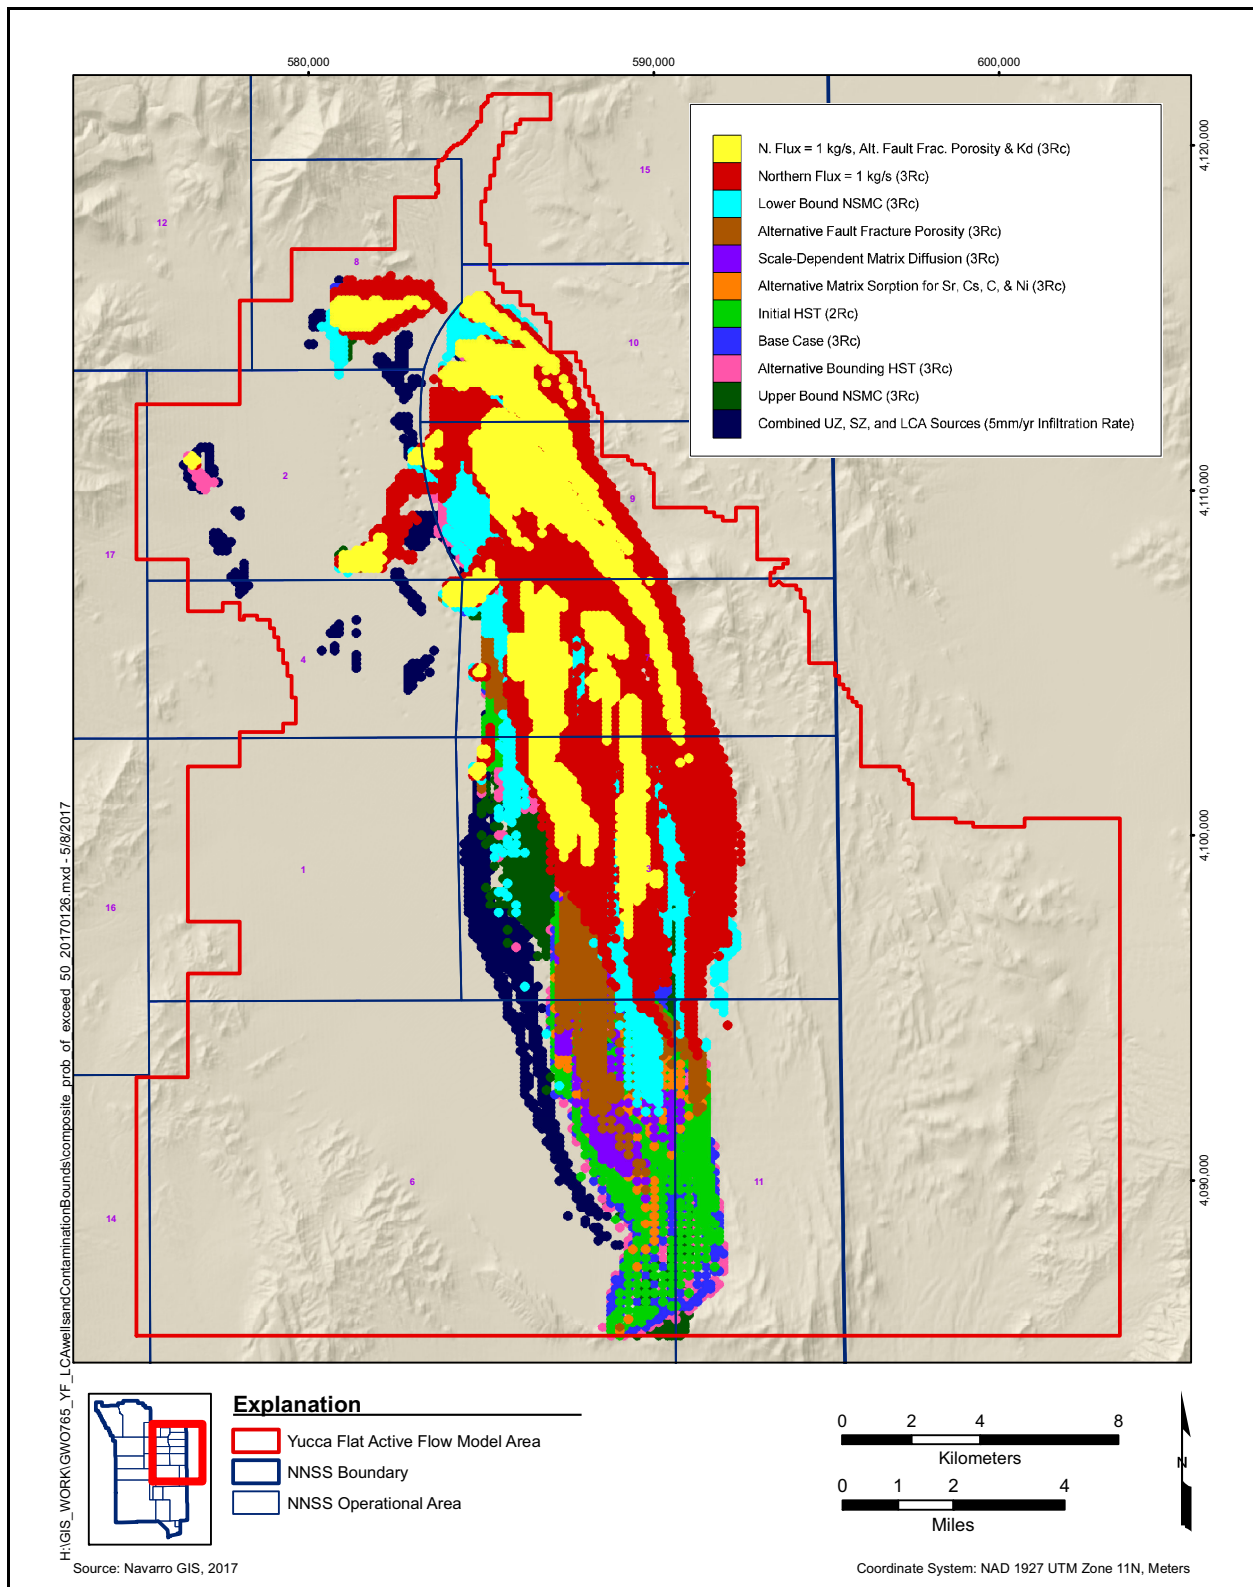 580,000
590,000
600,000
4,120,000
4,110,000
4,100,000
4,090,000
N. Flux = 1 kg/s, Alt. Fault Frac. Porosity & Kd (3Rc)
Northern Flux = 1 kg/s (3Rc)
Lower Bound NSMC (3Rc)
Alternative Fault Fracture Porosity (3Rc)
Scale-Dependent Matrix Diffusion (3Rc)
Alternative Matrix Sorption for Sr, Cs, C, & Ni (3Rc)
Initial HST (2Rc)
Base Case (3Rc)
Alternative Bounding HST (3Rc)
Upper Bound NSMC (3Rc)
Combined UZ, SZ, and LCA Sources (5mm/yr Infiltration Rate)
15
12
8
10
2
9
17
4
3
1
16
6
11
14
H:\GIS_WORK\GWO765_YF_LCAwellsandContaminationBounds\composite_prob_of_exceed_50_20170126.mxd - 5/8/2017
Explanation
Yucca Flat Active Flow Model Area
NNSS Boundary
NNSS Operational Area
0 2 4 8
Kilometers
0 1 2 4
Miles
N
Source: Navarro GIS, 2017
Coordinate System: NAD 1927 UTM Zone 11N, Meters